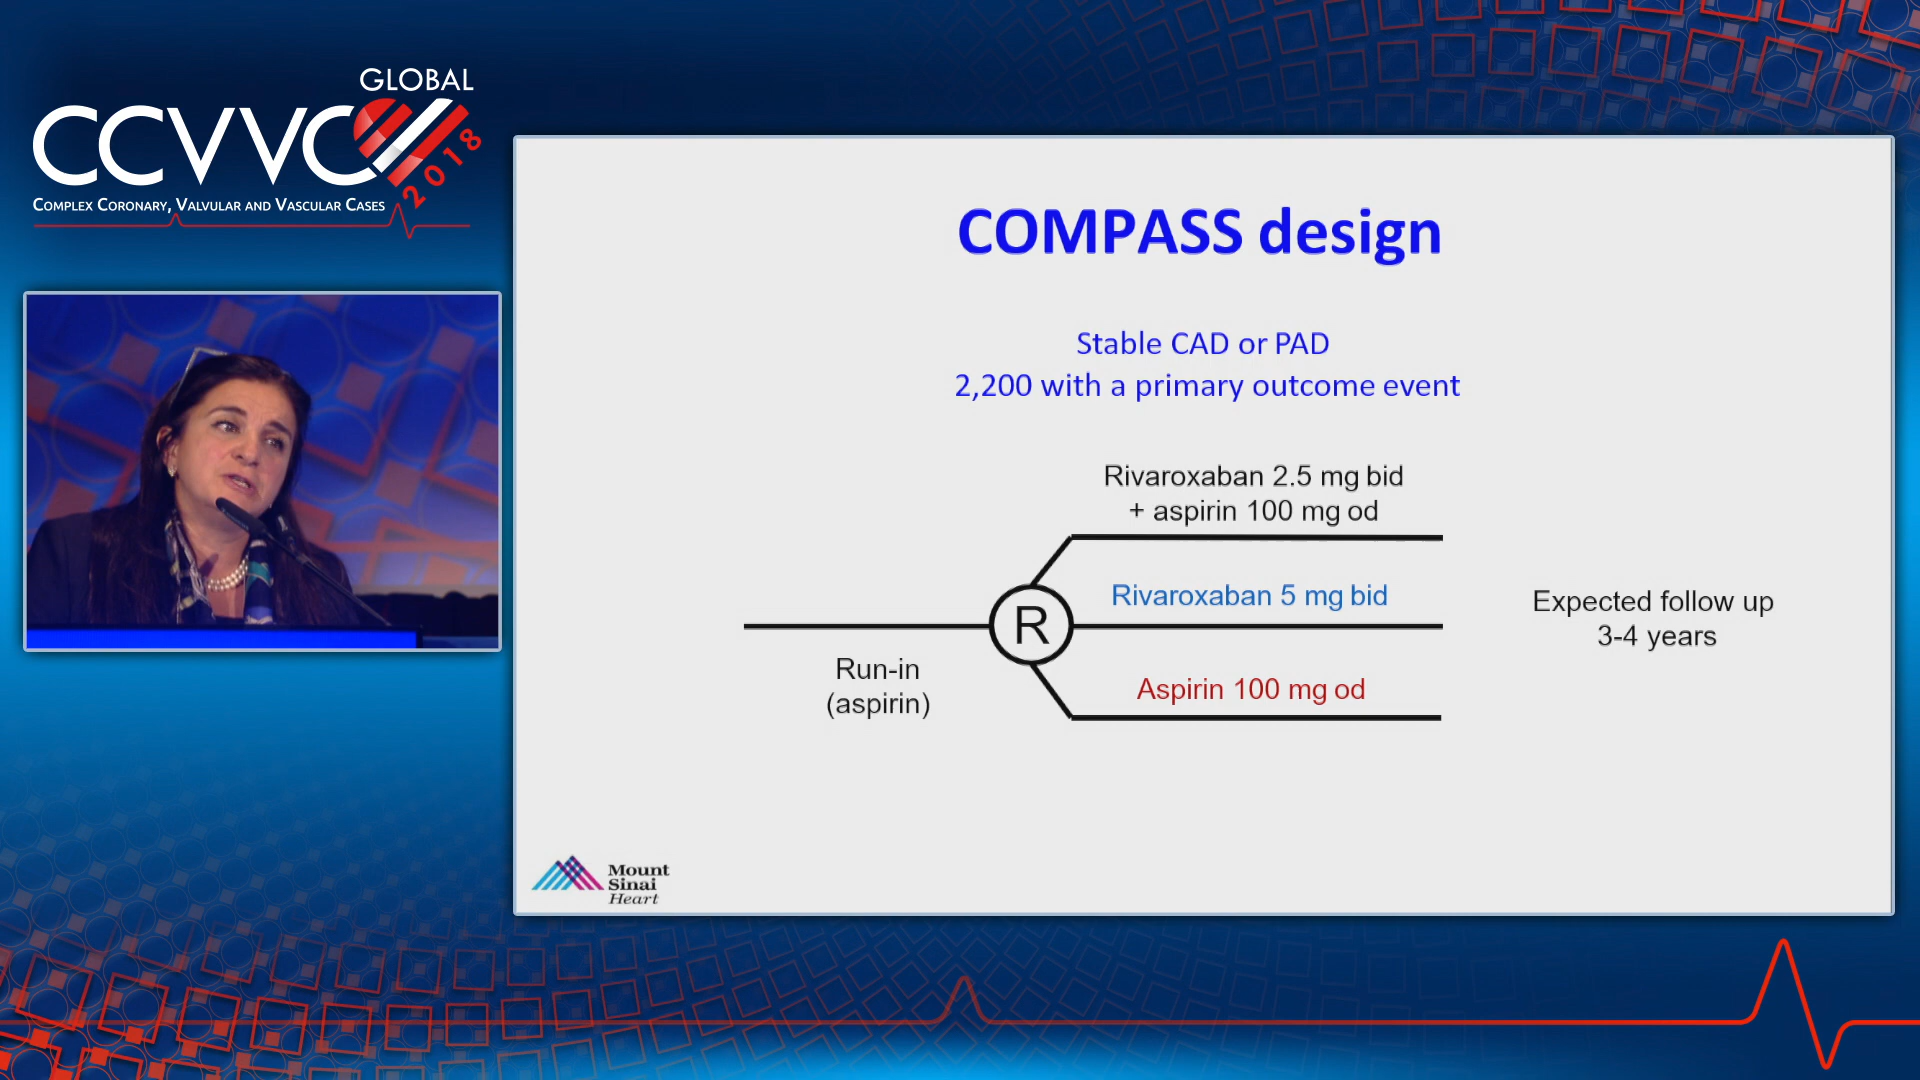 GLOBAL
CCVVC
2018
COMPLEX CORONARY, VALVULAR AND VASCULAR CASES
COMPASS design
Stable CAD or PAD
2,200 with a primary outcome event
Rivaroxaban 2.5 mg bid
+ aspirin 100 mg od
Rivaroxaban 5 mg bid
R
Aspirin 100 mg od
Run-in
(aspirin)
Expected follow up
3-4 years
Mount
Sinai
Heart